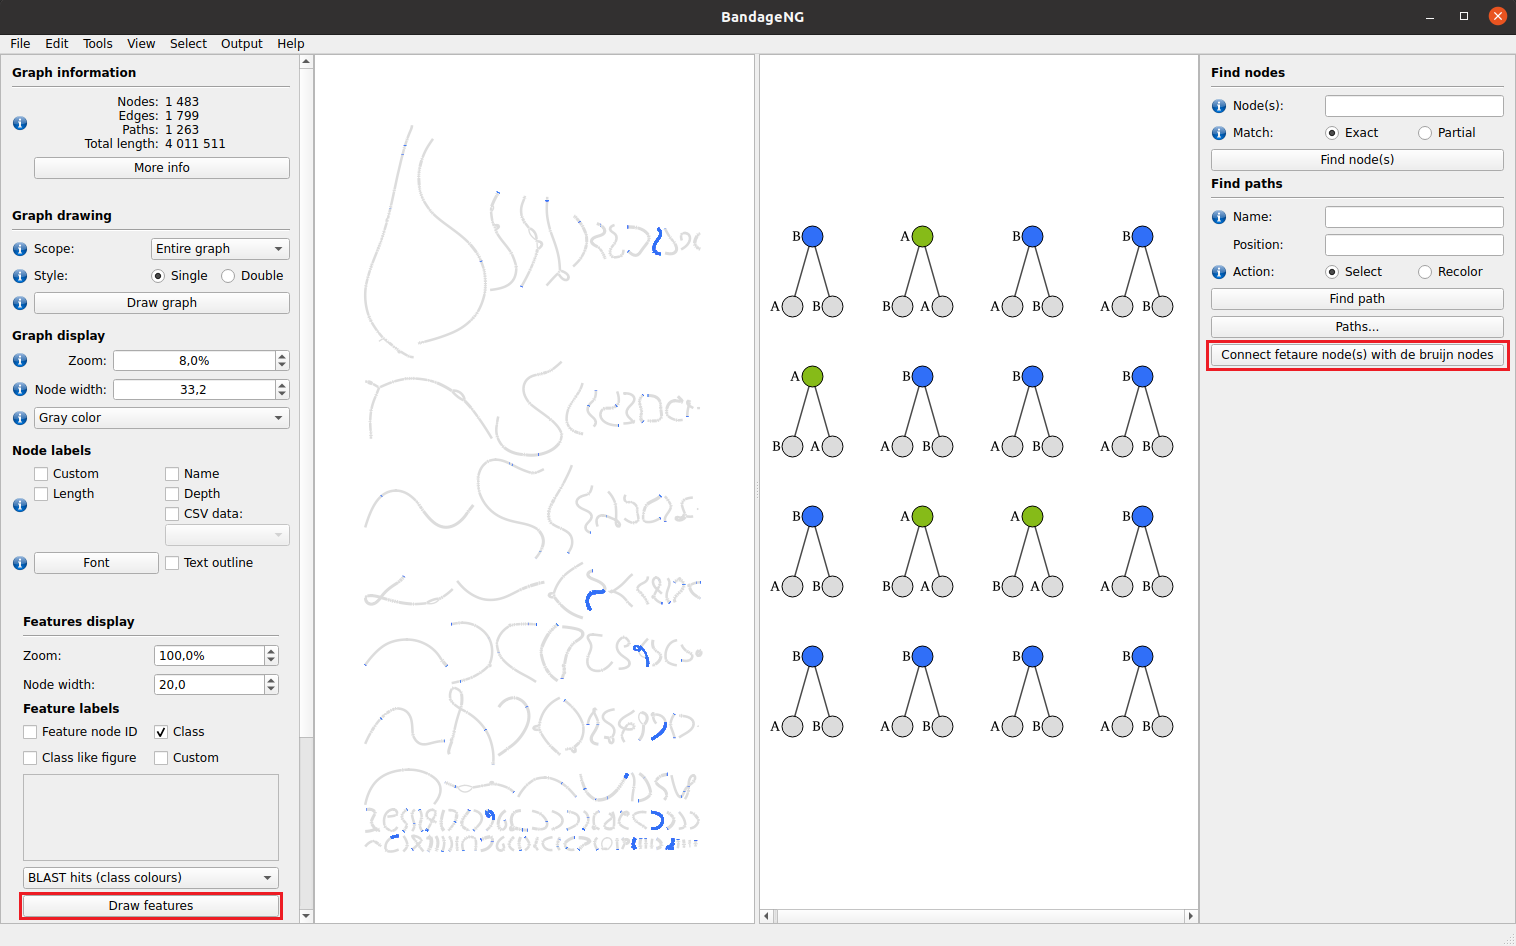 BandageNG
File Edit Tools View Select Output Help
Graph information
Nodes: 1 483
Edges: 1 799
Paths: 1 263
Total length: 4 011 511
More info
Graph drawing
Scope: Entire graph
Style: Single Double
Draw graph
Graph display
Zoom: 8,0%
Node width: 33,2
Gray color
Node labels
Custom Name
Length Depth
CSV data:
Font Text outline
Features display
Zoom: 100,0%
Node width: 20,0
Feature labels
Feature node ID Class
Class like figure Custom
BLAST hits (class colours)
Draw features
B A B B
A B B A A B A B
A B B B
B A A B A B A B
B A A B
A B B A B A A B
B B B B
A B A B A B A B
Find nodes
Node(s):
Match: Exact Partial
Find node(s)
Find paths
Name:
Position:
Action: Select Recolor
Find path
Paths...
Connect fetaure node(s) with de bruijn nodes